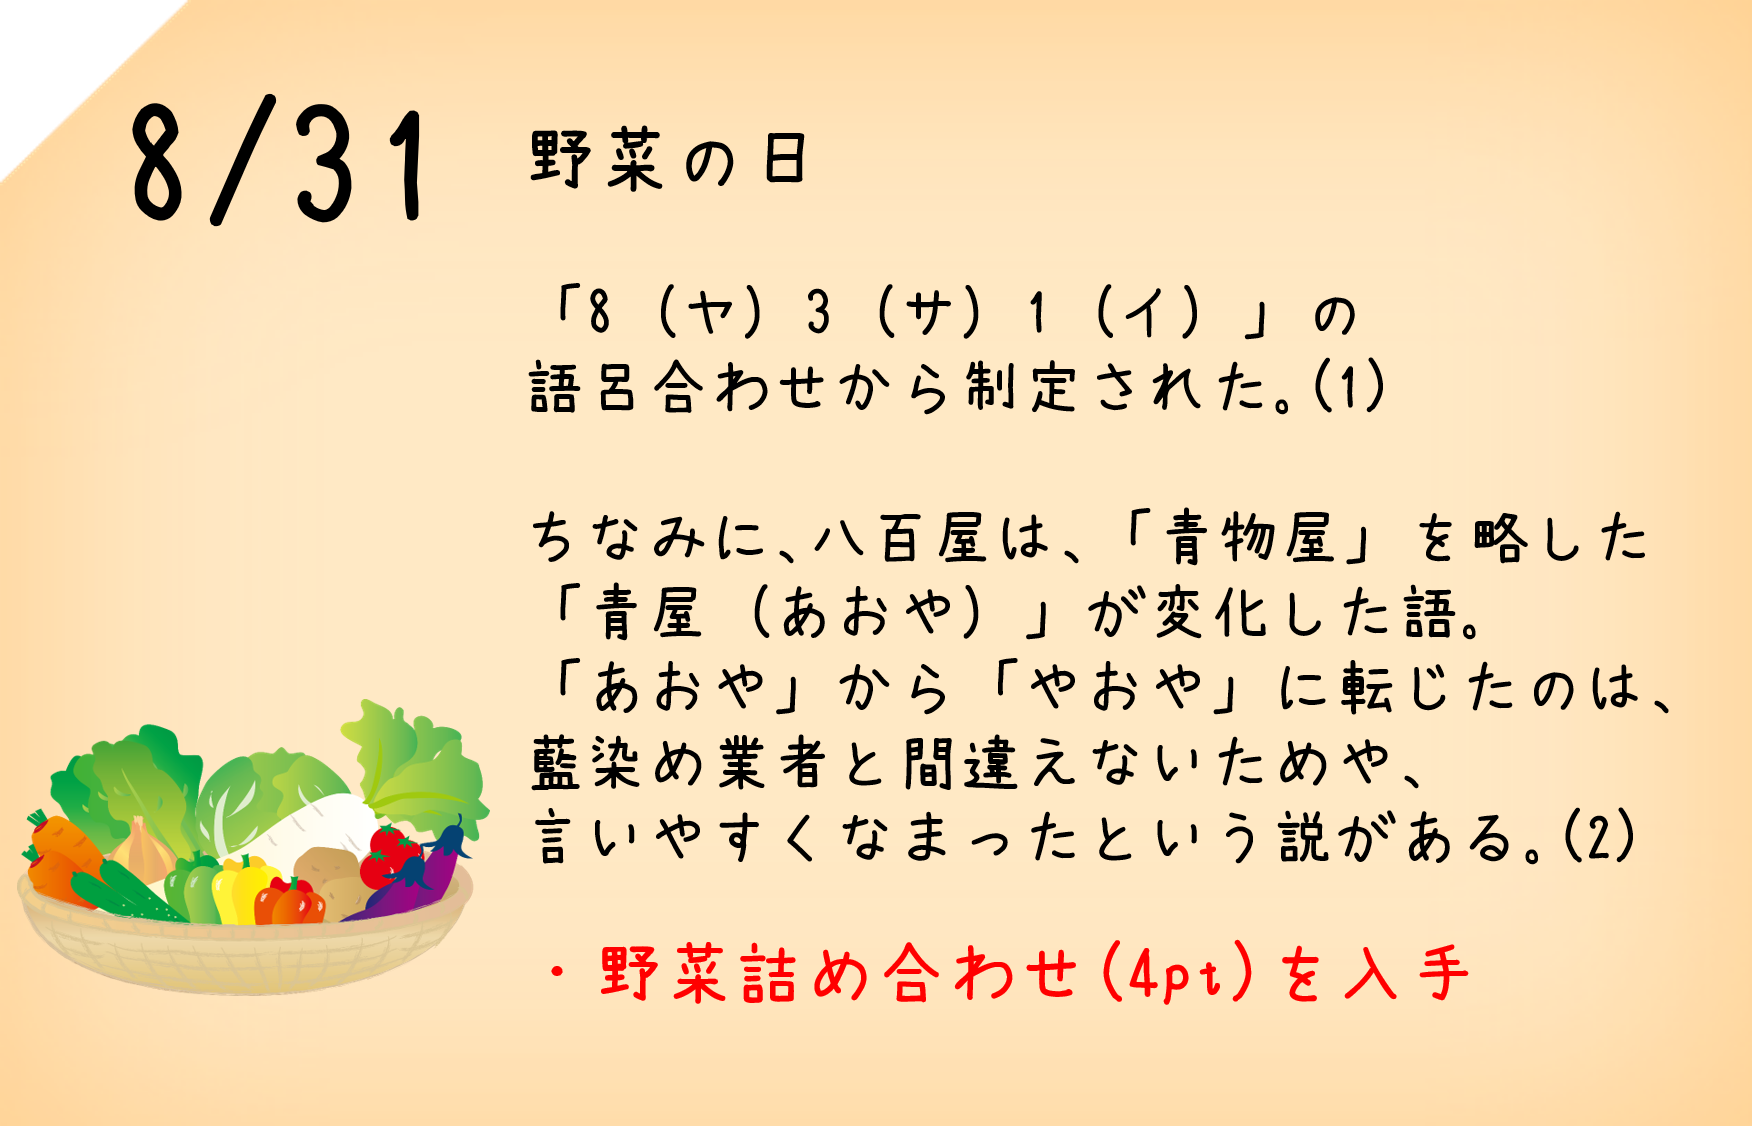 8/31
野菜の日
「8（ヤ）3（サ）1（イ）」の
語呂合わせから制定された。(1)
ちなみに、八百屋は、「青物屋」を略した
「青屋（あおや）」が変化した語。
「あおや」から「やおや」に転じたのは、
藍染め業者と間違えないためや、
言いやすくなまったという説がある。(2)
・野菜詰め合わせ(4pt)を入手